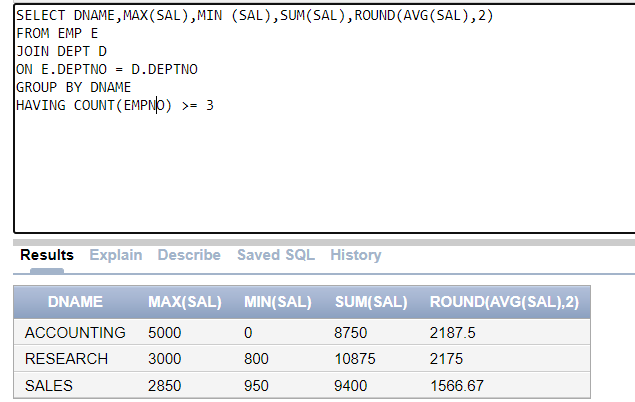 SELECT DNAME,MAX(SAL),MIN (SAL),SUM(SAL),ROUND(AVG(SAL),2)
FROM EMP E
JOIN DEPT D
ON E.DEPTNO = D.DEPTNO
GROUP BY DNAME
HAVING COUNT(EMPNO) >= 3
Results Explain Describe Saved SQL History
DNAME MAX(SAL) MIN(SAL) SUM(SAL) ROUND(AVG(SAL),2)
ACCOUNTING 5000 0 8750 2187.5
RESEARCH 3000 800 10875 2175
SALES 2850 950 9400 1566.67